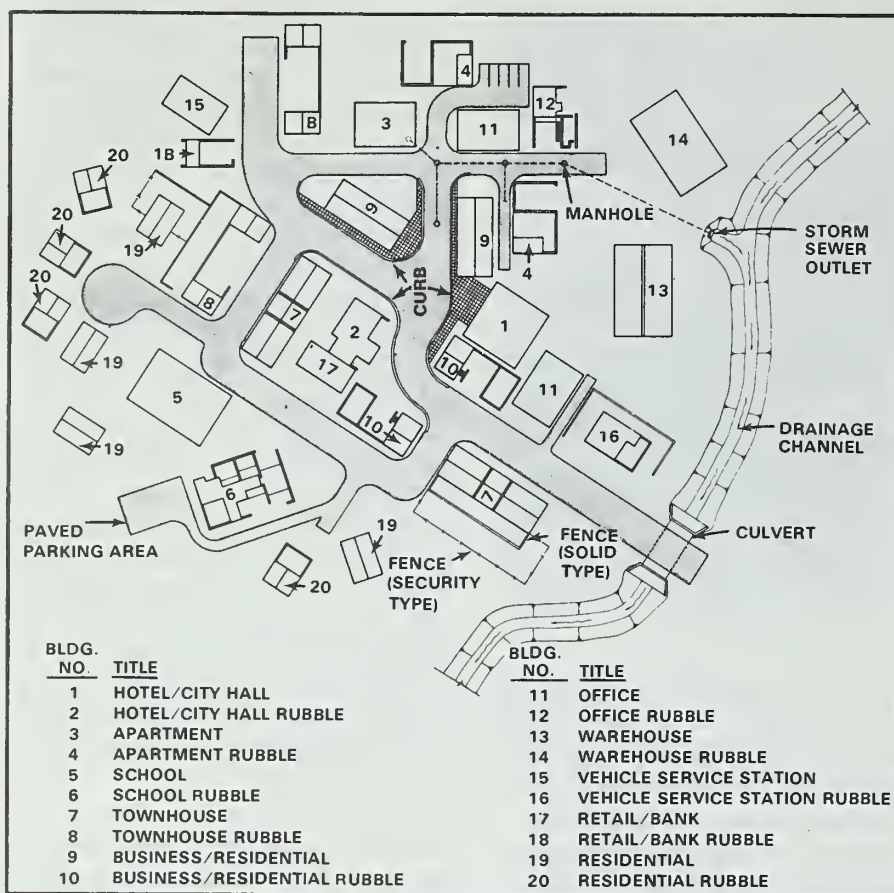 4
15
8
3
11
12
14
18
20
9
MANHOLE
STORM
SEWER
OUTLET
20
19
9
4
CURB
13
20
8
7
2
1
19
17
10
11
5
10
16
DRAINAGE
CHANNEL
19
6
7
CULVERT
PAVED
PARKING AREA
19
FENCE
(SECURITY
TYPE)
FENCE
(SOLID
TYPE)
20
BLDG.
NO. TITLE
1 HOTEL/CITY HALL
2 HOTEL/CITY HALL RUBBLE
3 APARTMENT
4 APARTMENT RUBBLE
5 SCHOOL
6 SCHOOL RUBBLE
7 TOWNHOUSE
8 TOWNHOUSE RUBBLE
9 BUSINESS/RESIDENTIAL
10 BUSINESS/RESIDENTIAL RUBBLE
BLDG.
NO. TITLE
11 OFFICE
12 OFFICE RUBBLE
13 WAREHOUSE
14 WAREHOUSE RUBBLE
15 VEHICLE SERVICE STATION
16 VEHICLE SERVICE STATION RUBBLE
17 RETAIL/BANK
18 RETAIL/BANK RUBBLE
19 RESIDENTIAL
20 RESIDENTIAL RUBBLE